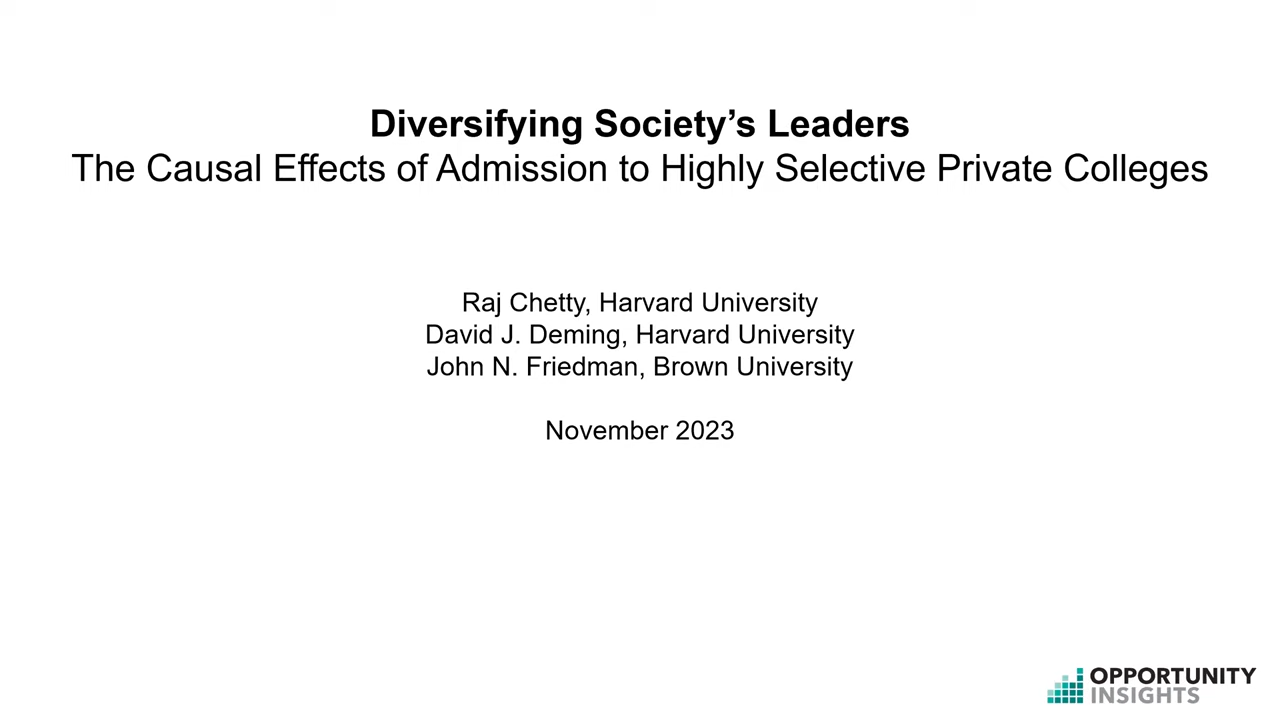 Diversifying Society’s Leaders
The Causal Effects of Admission to Highly Selective Private Colleges
Raj Chetty, Harvard University
David J. Deming, Harvard University
John N. Friedman, Brown University
November 2023
OPPORTUNITY
INSIGHTS